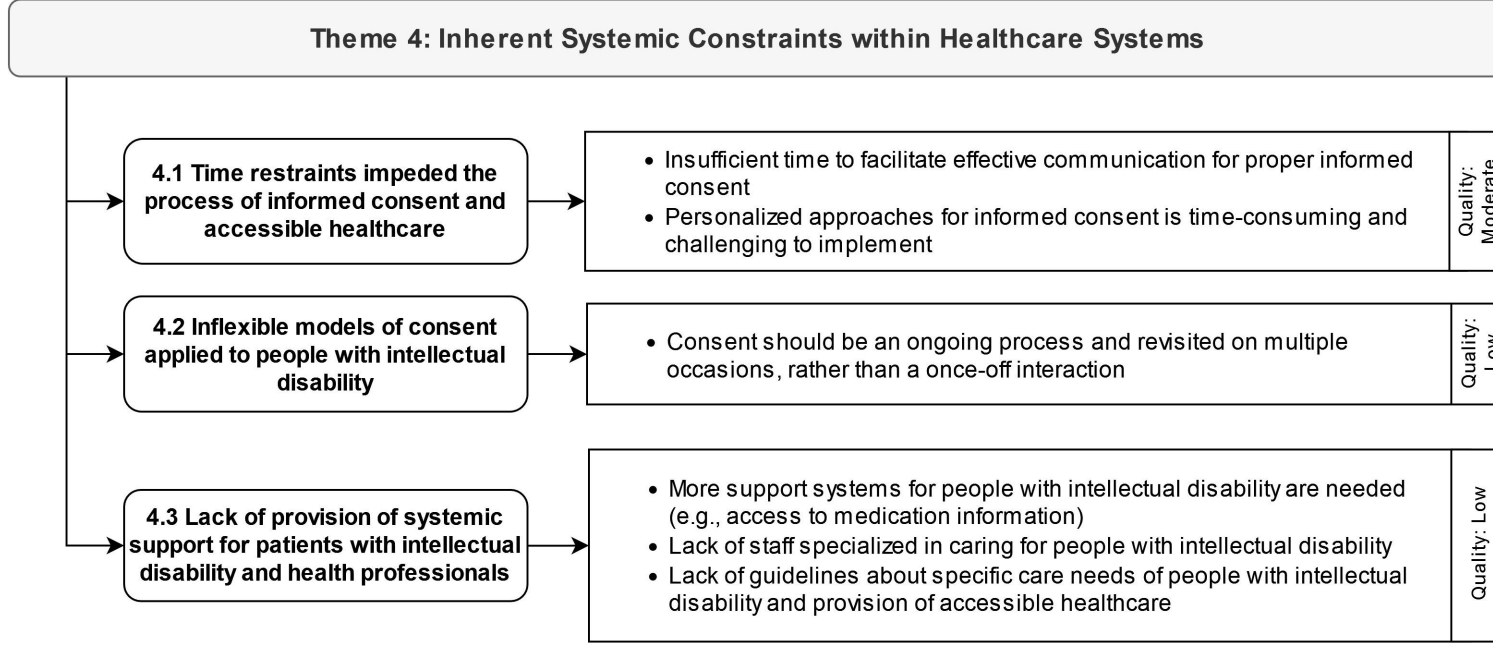 Theme 4: Inherent Systemic Constraints within Healthcare Systems
4.1 Time restraints impeded the
process of informed consent and
accessible healthcare
• Insufficient time to facilitate effective communication for proper informed
consent
• Personalized approaches for informed consent is time-consuming and
challenging to implement
Quality:
Moderate
4.2 Inflexible models of consent
applied to people with intellectual
disability
• Consent should be an ongoing process and revisited on multiple
occasions, rather than a once-off interaction
Quality:
Low
4.3 Lack of provision of systemic
support for patients with intellectual
disability and health professionals
• More support systems for people with intellectual disability are needed
(e.g., access to medication information)
• Lack of staff specialized in caring for people with intellectual disability
• Lack of guidelines about specific care needs of people with intellectual
disability and provision of accessible healthcare
Quality: Low